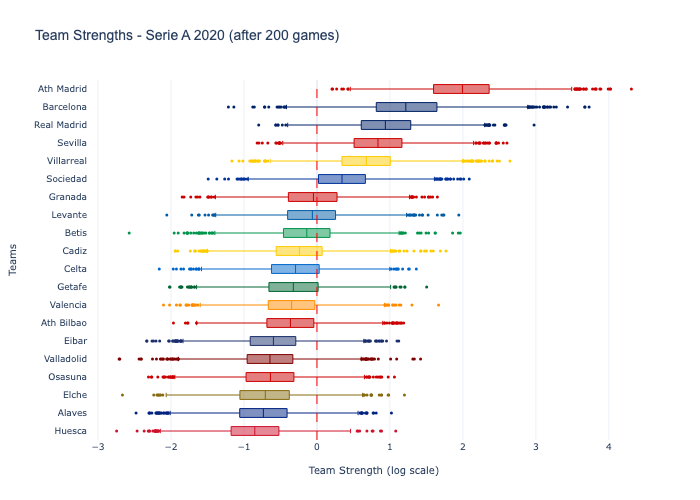 Team Strengths - Serie A 2020 (after 200 games)
Ath Madrid
Barcelona
Real Madrid
Sevilla
Villarreal
Sociedad
Granada
Levante
Betis
Cadiz
Celta
Getafe
Valencia
Ath Bilbao
Eibar
Valladolid
Osasuna
Elche
Alaves
Huesca
Teams
−3 −2 −1 0 1 2 3 4
Team Strength (log scale)